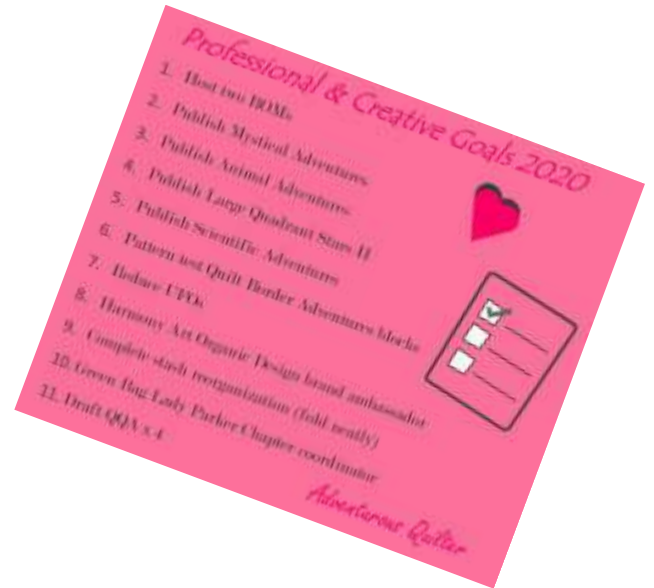 Professional & Creative Goals 2020
1. Host two BOMs
2. Publish Mystical Adventures
3. Publish Animal Adventures
4. Publish Large Quadrant Stars II
5. Publish Scientific Adventures
6. Pattern test Quilt Border Adventures blocks
7. Reduce UFOs
8. Harmony Art Organic Design brand ambassador
9. Complete stash reorganization (fold neatly)
10. Green Bag Lady Parker Chapter coordinator
11. Draft QQA x 4
Adventurous Quilter